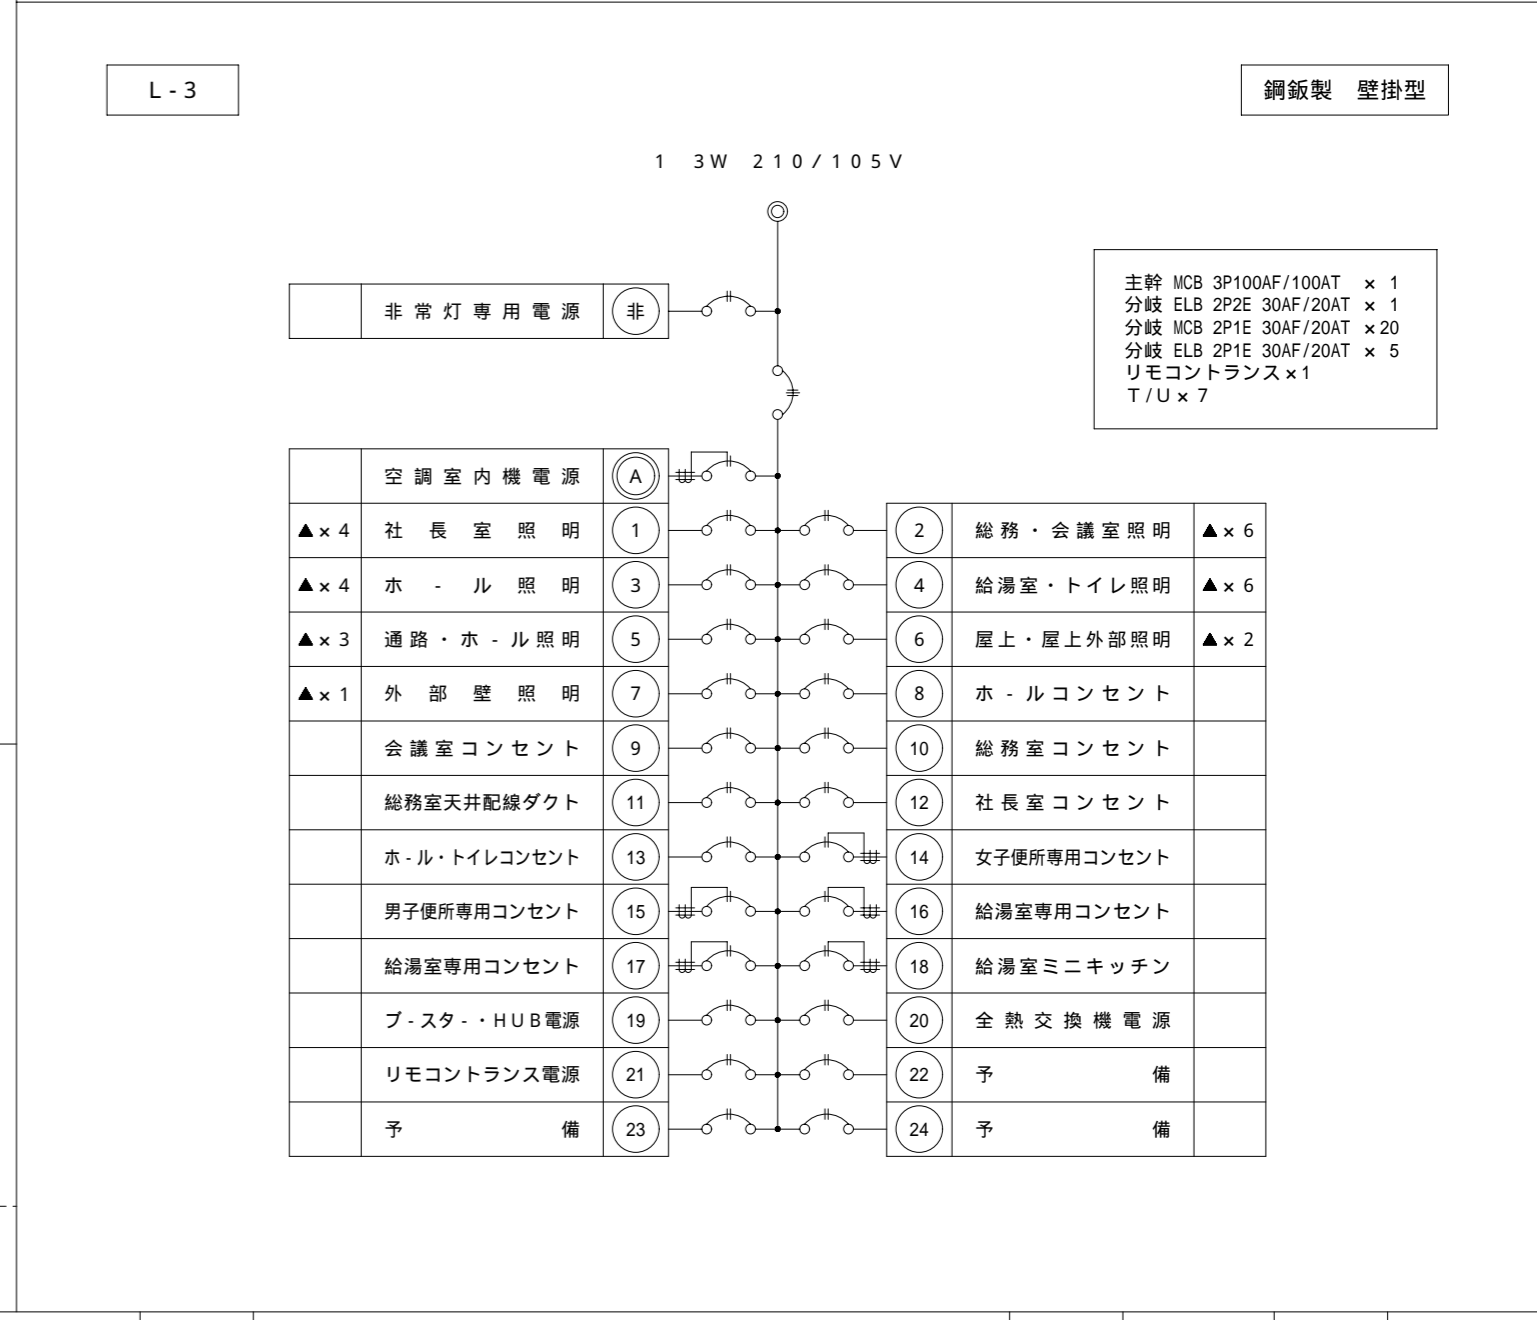 L-3
鋼鈑製 壁掛型
1 3W 210/105V
主幹 MCB 3P100AF/100AT ×1
分岐 ELB 2P2E 30AF/20AT ×1
分岐 MCB 2P1E 30AF/20AT ×20
分岐 ELB 2P1E 30AF/20AT ×5
リモコントランス×1
T/U×7
非常灯専用電源 非
空調室内機電源 A
▲×4 社長室照明 1 2 総務・会議室照明 ▲×6
▲×4 ホ-ル照明 3 4 給湯室・トイレ照明 ▲×6
▲×3 通路・ホ-ル照明 5 6 屋上・屋上外部照明 ▲×2
▲×1 外部壁照明 7 8 ホ-ルコンセント
会議室コンセント 9 10 総務室コンセント
総務室天井配線ダクト 11 12 社長室コンセント
ホ-ル・トイレコンセント 13 14 女子便所専用コンセント
男子便所専用コンセント 15 16 給湯室専用コンセント
給湯室専用コンセント 17 18 給湯室ミニキッチン
ブ-スタ-・HUB電源 19 20 全熱交換機電源
リモコントランス電源 21 22 予備
予備 23 24 予備